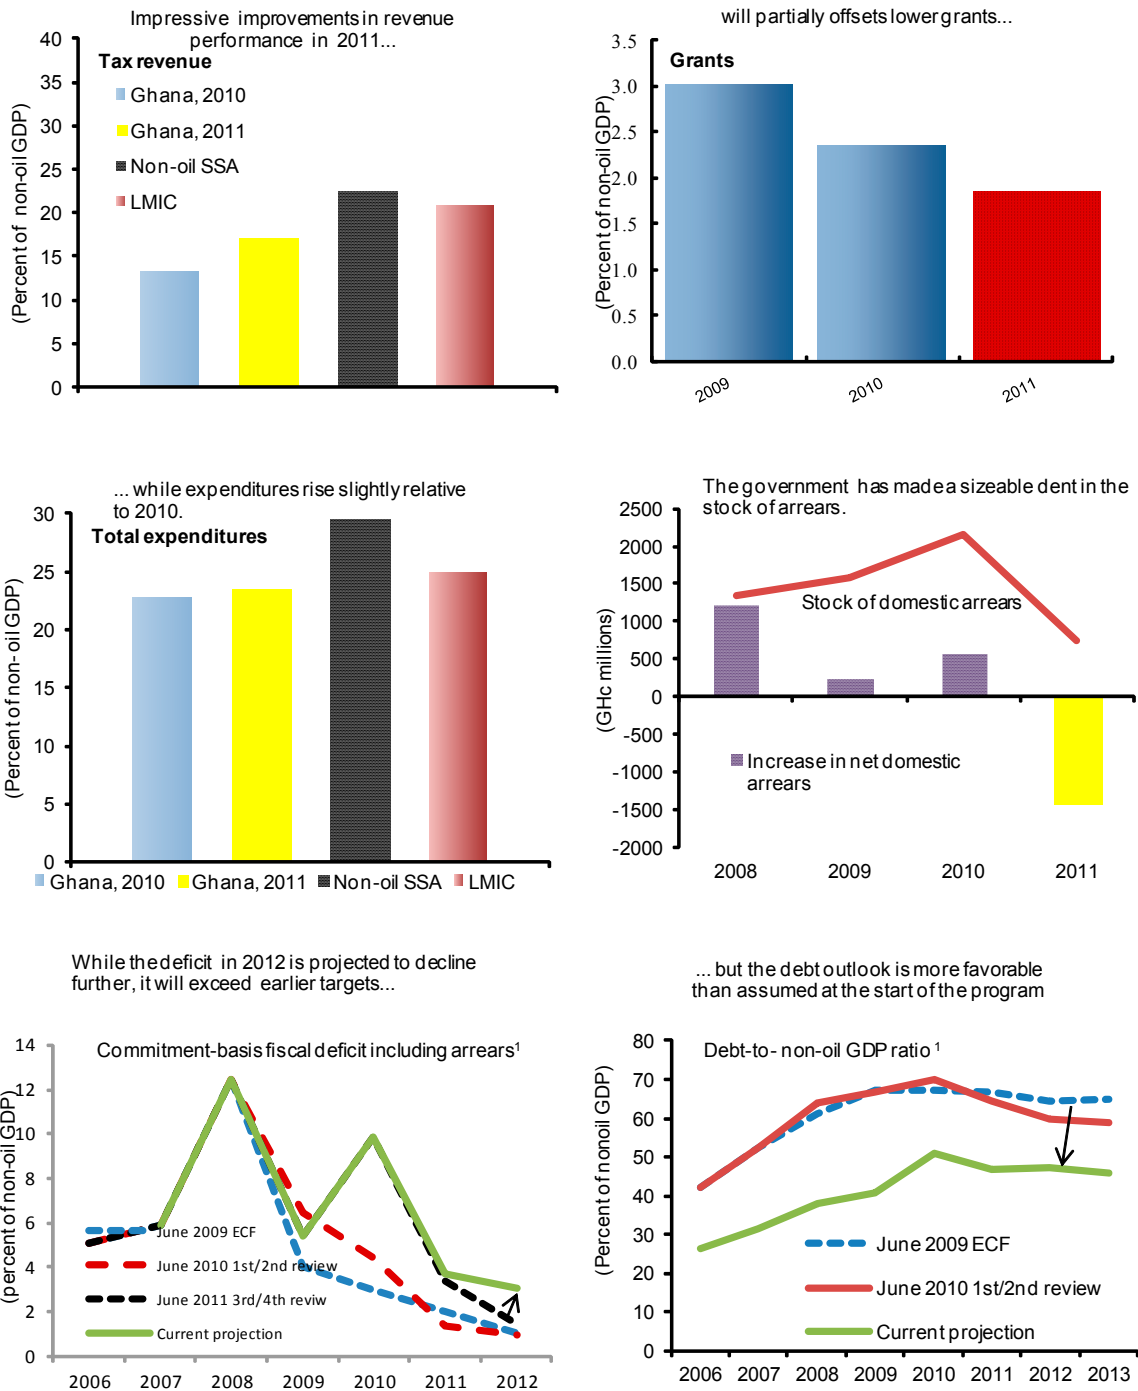 Impressive improvements in revenue
performance in 2011...
Tax revenue
Ghana, 2010
Ghana, 2011
Non-oil SSA
LMIC
(Percent of non-oil GDP)
40
35
30
25
20
15
10
5
0
will partially offsets lower grants...
Grants
(Percent of non-oil GDP)
3.5
3.0
2.5
2.0
1.5
1.0
0.5
0.0
2009
2010
2011
... while expenditures rise slightly relative
to 2010.
Total expenditures
(Percent of non- oil GDP)
30
25
20
15
10
5
0
Ghana, 2010
Ghana, 2011
Non-oil SSA
LMIC
The government has made a sizeable dent in the
stock of arrears.
(GHc millions)
2500
2000
1500
1000
500
0
-500
-1000
-1500
-2000
Stock of domestic arrears
Increase in net domestic
arrears
2008
2009
2010
2011
While the deficit in 2012 is projected to decline
further, it will exceed earlier targets...
Commitment-basis fiscal deficit including arrears¹
(percent of non-oil GDP)
14
12
10
8
6
4
2
0
June 2009 ECF
June 2010 1st/2nd review
June 2011 3rd/4th reviw
Current projection
2006
2007
2008
2009
2010
2011
2012
... but the debt outlook is more favorable
than assumed at the start of the program
Debt-to- non-oil GDP ratio ¹
(Percent of nonoil GDP)
80
70
60
50
40
30
20
10
0
June 2009 ECF
June 2010 1st/2nd review
Current projection
2006
2007
2008
2009
2010
2011
2012
2013